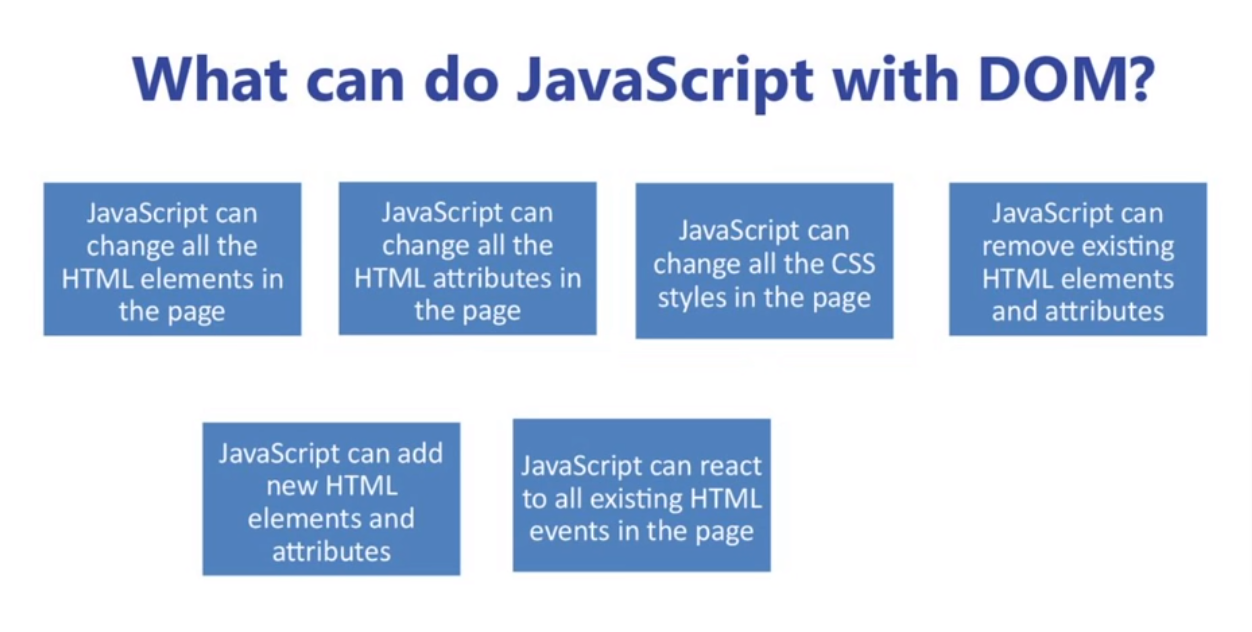 What can do JavaScript with DOM?
JavaScript can
change all the
HTML elements in
the page
JavaScript can
change all the
HTML attributes in
the page
JavaScript can
change all the CSS
styles in the page
JavaScript can
remove existing
HTML elements
and attributes
JavaScript can add
new HTML
elements and
attributes
JavaScript can react
to all existing HTML
events in the page